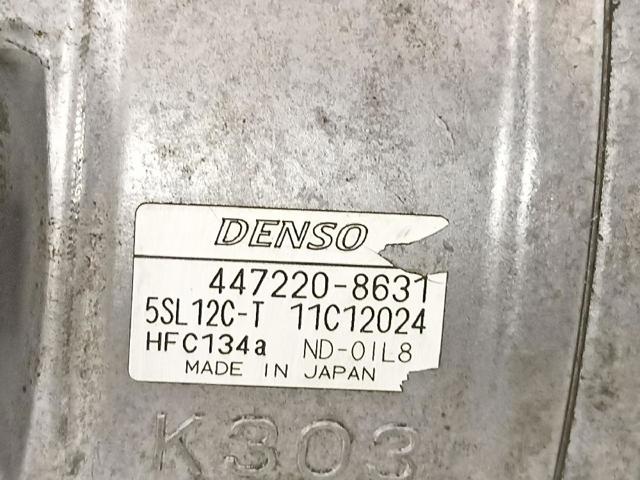 DENSO
447220-8631
5SL12C-T 11C12024
HFC134a ND-OIL8
MADE IN JAPAN
K303